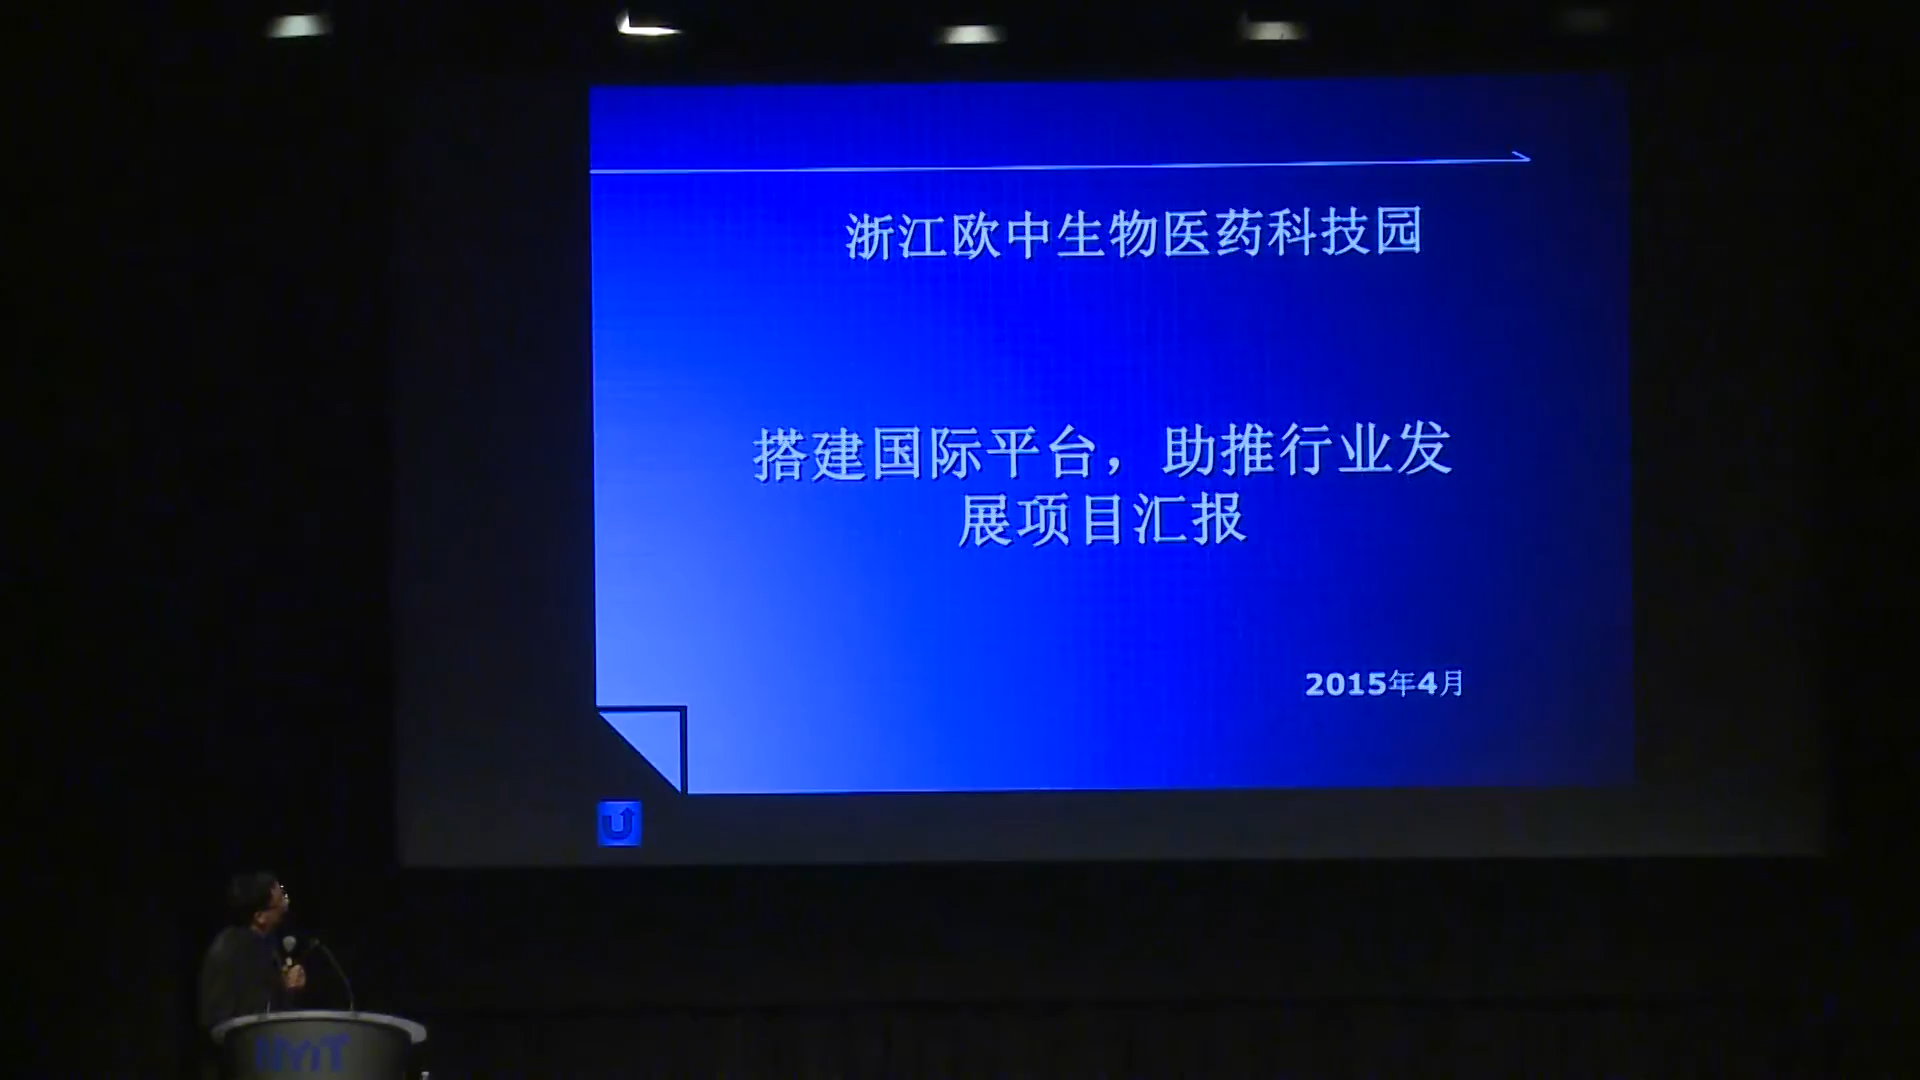 浙江欧中生物医药科技园
搭建国际平台，助推行业发
展项目汇报
2015年4月
NYIT